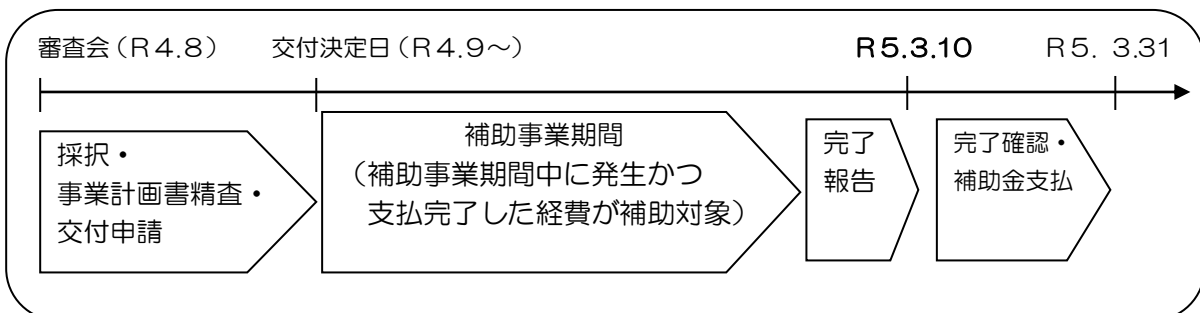 審査会(R4.8) 交付決定日(R4.9~) R5.3.10 R5.3.31
採択・
事業計画書精査・
交付申請
補助事業期間
(補助事業期間中に発生かつ
支払完了した経費が補助対象)
完了
報告
完了確認・
補助金支払